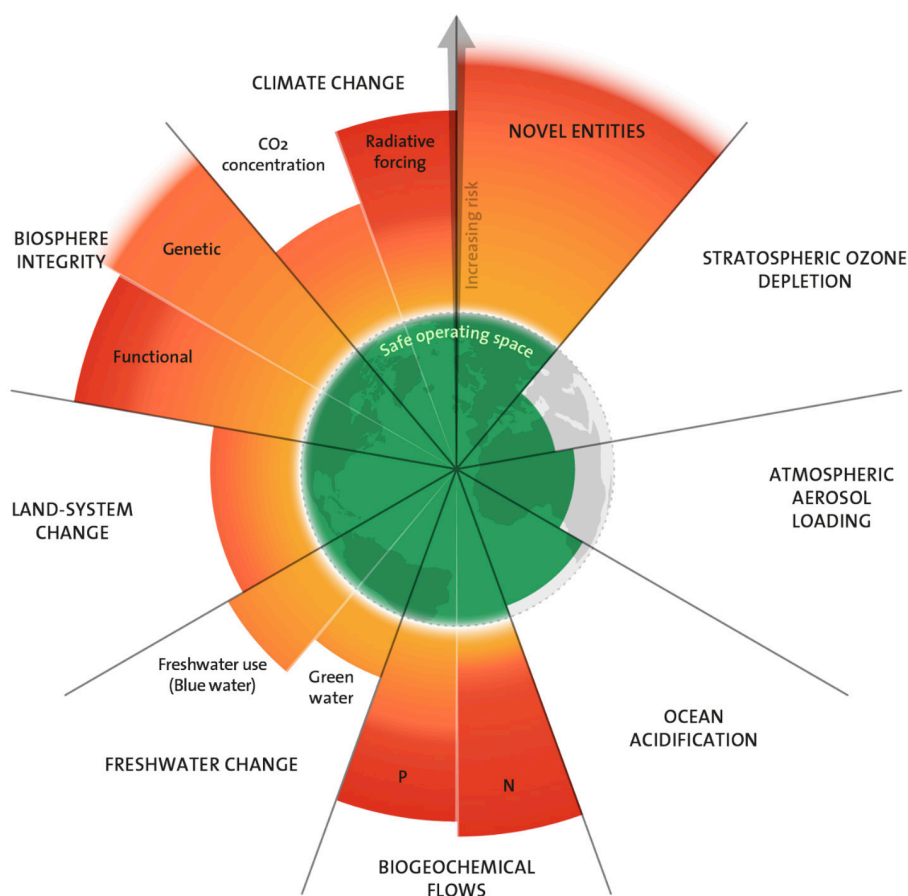 CLIMATE CHANGE
CO2
concentration
Radiative
forcing
Increasing risk
NOVEL ENTITIES
STRATOSPHERIC OZONE
DEPLETION
ATMOSPHERIC
AEROSOL
LOADING
OCEAN
ACIDIFICATION
BIOGEOCHEMICAL
FLOWS
P
N
FRESHWATER CHANGE
Green
water
Freshwater use
(Blue water)
LAND-SYSTEM
CHANGE
BIOSPHERE
INTEGRITY
Functional
Genetic
Safe operating space